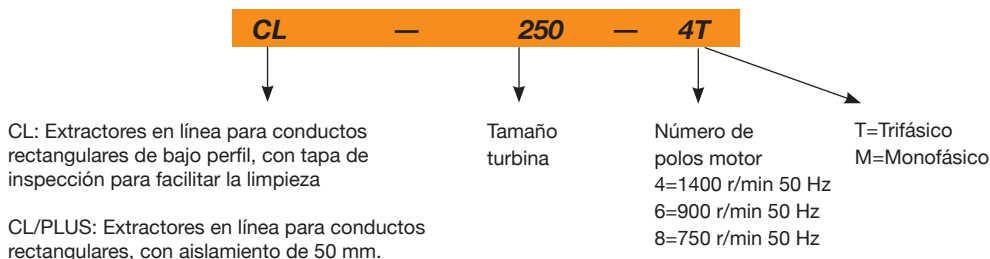 CL — 250 — 4T
CL: Extractores en línea para conductos
rectangulares de bajo perfil, con tapa de
inspección para facilitar la limpieza
CL/PLUS: Extractores en línea para conductos
rectangulares, con aislamiento de 50 mm.
Tamaño
turbina
Número de
polos motor
4=1400 r/min 50 Hz
6=900 r/min 50 Hz
8=750 r/min 50 Hz
T=Trifásico
M=Monofásico